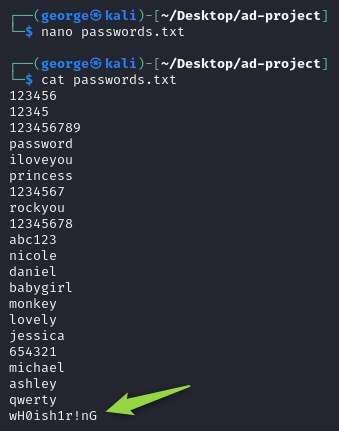 ┌──(george㉿kali)-[~/Desktop/ad-project]
└─$ nano passwords.txt
┌──(george㉿kali)-[~/Desktop/ad-project]
└─$ cat passwords.txt
123456
12345
123456789
password
iloveyou
princess
1234567
rockyou
12345678
abc123
nicole
daniel
babygirl
monkey
lovely
jessica
654321
michael
ashley
qwerty
wH0ish1r!nG